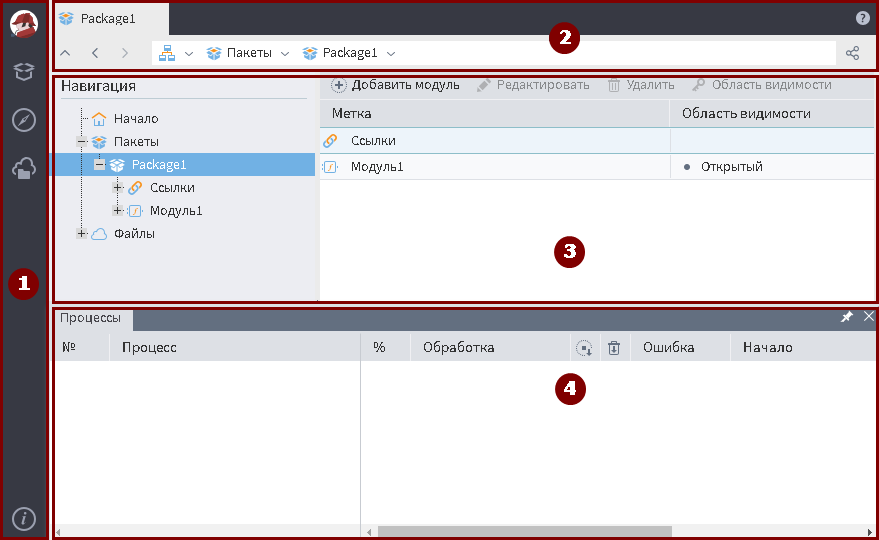 Package1
?
2
Пакеты Package1
Навигация
Добавить модуль Редактировать Удалить Область видимости
Метка Область видимости
Начало
Ссылки
Пакеты
Package1
Модуль1 Открытый
Ссылки
Модуль1
Файлы
3
1
Процессы
№ Процесс % Обработка Ошибка Начало
4
i